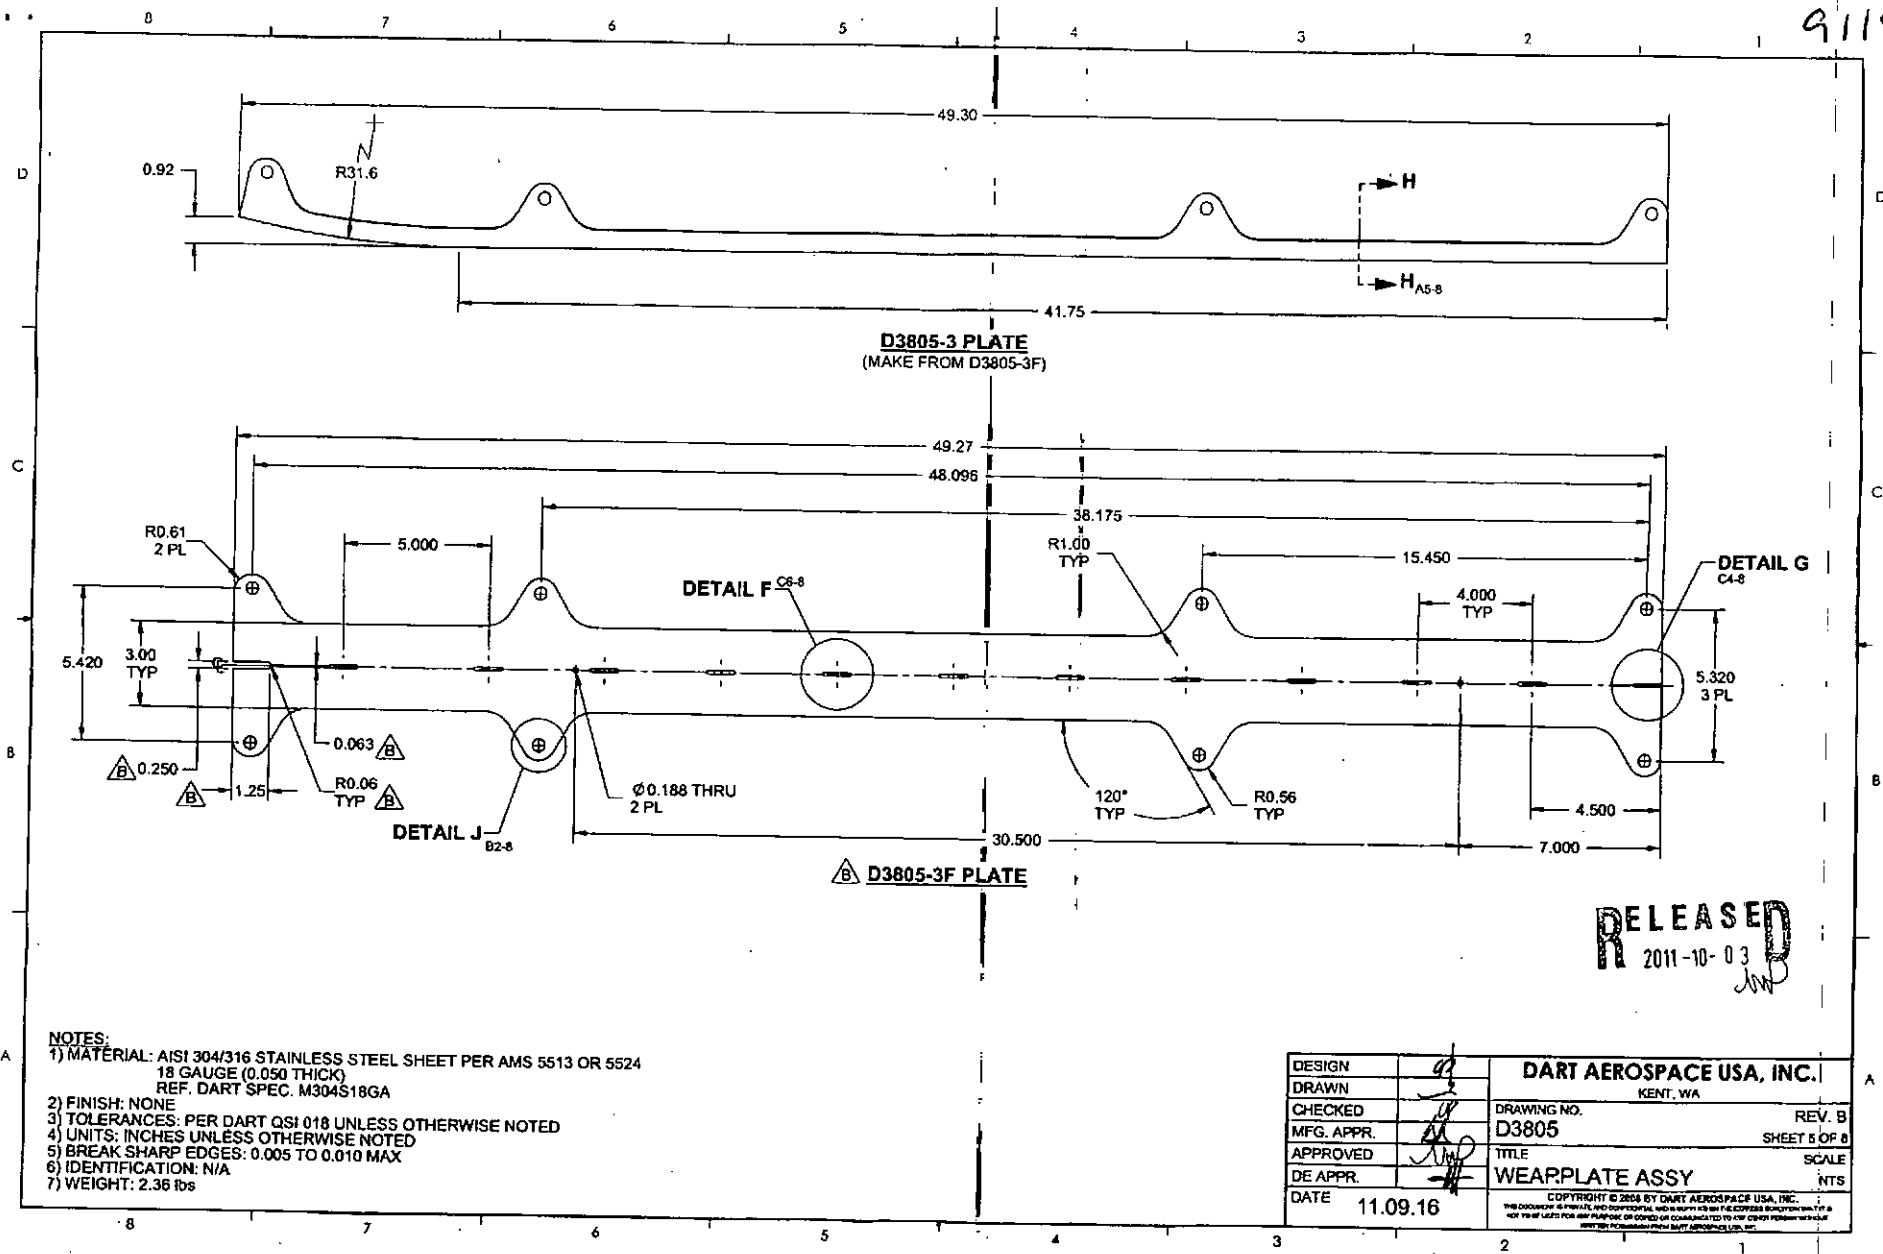 8 7 6 5 4 3 2 1
911
D
D
49.30
0.92
R31.6
H
H A5-8
41.75
D3805-3 PLATE
(MAKE FROM D3805-3F)
C
C
49.27
48.096
38.175
R0.61
2 PL
5.000
R1.00
TYP
15.450
DETAIL F C6-8
DETAIL G
C4-8
4.000
TYP
5.420
3.00
TYP
5.320
3 PL
B
B
0.063 B
B 0.250
B 1.25
R0.06
TYP B
Ø0.188 THRU
2 PL
120°
TYP
R0.56
TYP
4.500
DETAIL J B2-8
30.500
7.000
B D3805-3F PLATE
RELEASED
2011-10-03
NOTES:
1) MATERIAL: AISI 304/316 STAINLESS STEEL SHEET PER AMS 5513 OR 5524
18 GAUGE (0.050 THICK)
REF. DART SPEC. M304S18GA
2) FINISH: NONE
3) TOLERANCES: PER DART QSI 018 UNLESS OTHERWISE NOTED
4) UNITS: INCHES UNLESS OTHERWISE NOTED
5) BREAK SHARP EDGES: 0.005 TO 0.010 MAX
6) IDENTIFICATION: N/A
7) WEIGHT: 2.36 lbs
A
A
DESIGN
DRAWN
CHECKED
MFG. APPR.
APPROVED
DE APPR.
DATE 11.09.16
DART AEROSPACE USA, INC.
KENT, WA
DRAWING NO. REV. B
D3805 SHEET 5 OF 8
TITLE SCALE
WEARPLATE ASSY NTS
COPYRIGHT © 2008 BY DART AEROSPACE USA, INC.
8 7 6 5 4 3 2 1